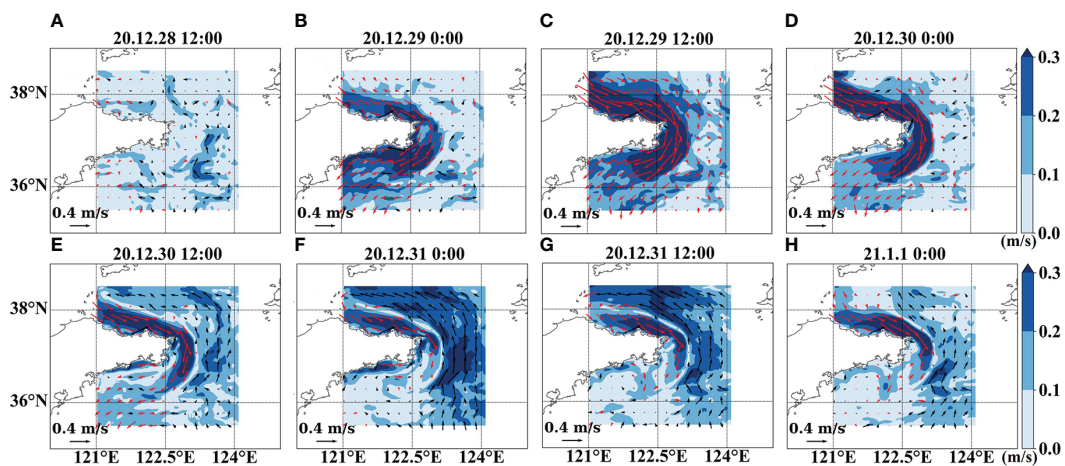 A
B
C
D
20.12.28 12:00
20.12.29 0:00
20.12.29 12:00
20.12.30 0:00
38°N
36°N
0.4 m/s
0.4 m/s
0.4 m/s
0.4 m/s
0.3
0.2
0.1
0.0
(m/s)
E
F
G
H
20.12.30 12:00
20.12.31 0:00
20.12.31 12:00
21.1.1 0:00
38°N
36°N
0.4 m/s
0.4 m/s
0.4 m/s
0.4 m/s
0.3
0.2
0.1
0.0
(m/s)
121°E 122.5°E 124°E
121°E 122.5°E 124°E
121°E 122.5°E 124°E
121°E 122.5°E 124°E